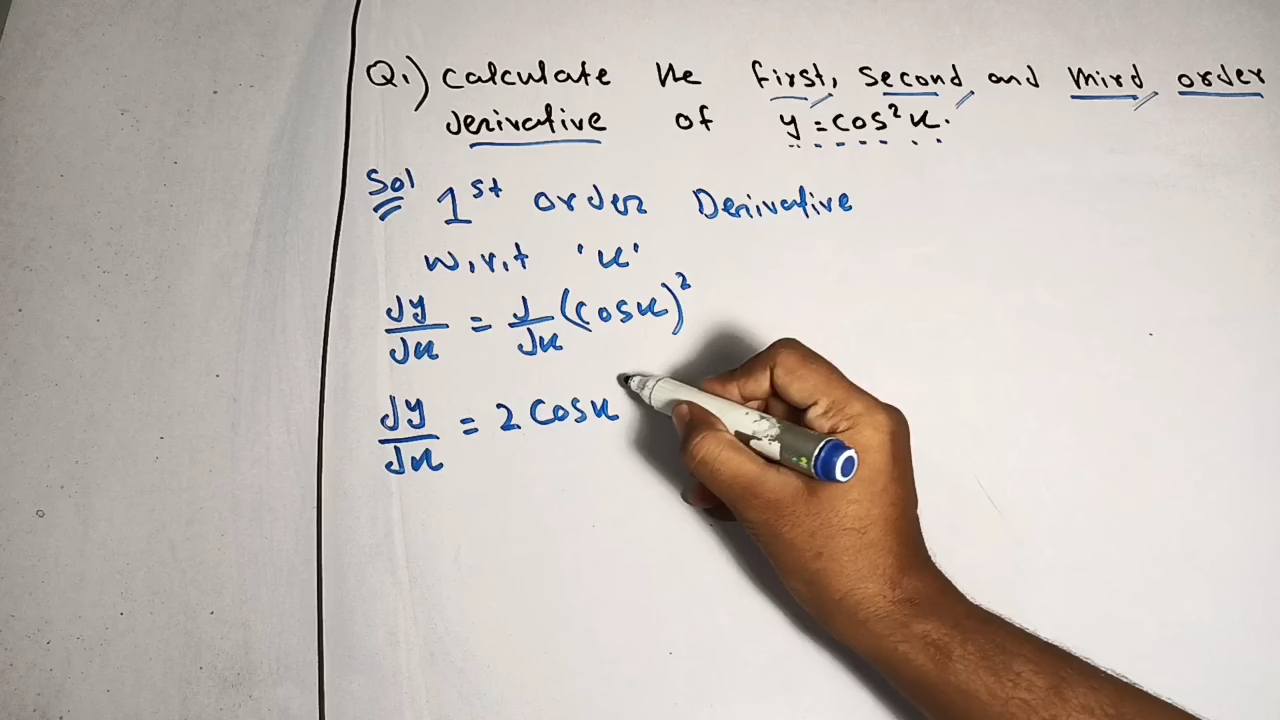 Q.1) Calculate the first, second and third order
derivative of y = cos²x.
Sol 1st order Derivative
w.r.t 'x'
dy/dx = d/dx (cosx)²
dy/dx = 2 cosx